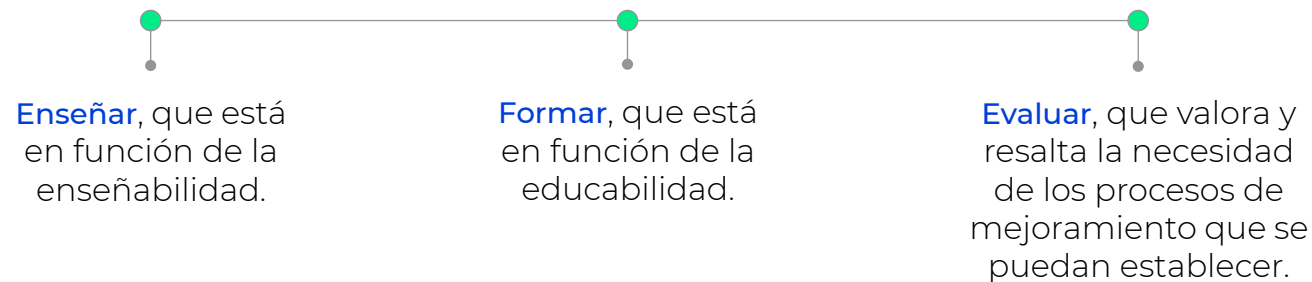 Enseñar, que está
en función de la
enseñabilidad.
Formar, que está
en función de la
educabilidad.
Evaluar, que valora y
resalta la necesidad
de los procesos de
mejoramiento que se
puedan establecer.